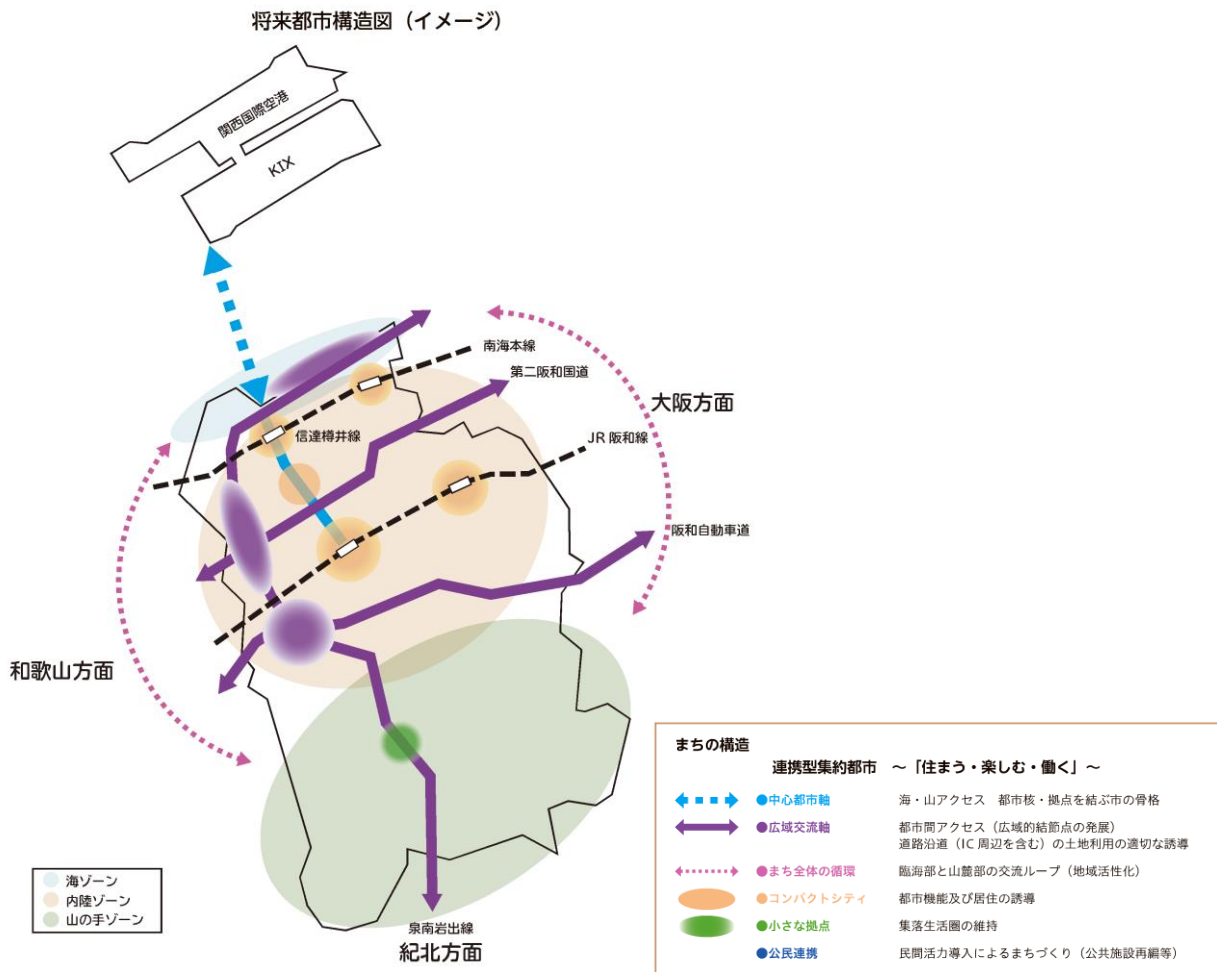 将来都市構造図（イメージ）
関西国際空港
KIX
南海本線
第二阪和国道
大阪方面
信達樽井線
JR 阪和線
阪和自動車道
和歌山方面
海ゾーン
内陸ゾーン
山の手ゾーン
泉南岩出線
紀北方面
まちの構造
連携型集約都市　～「住まう・楽しむ・働く」～
●中心都市軸　海・山アクセス　都市核・拠点を結ぶ市の骨格
●広域交流軸　都市間アクセス（広域的結節点の発展）
道路沿道（IC 周辺を含む）の土地利用の適切な誘導
●まち全体の循環　臨海部と山麓部の交流ループ（地域活性化）
●コンパクトシティ　都市機能及び居住の誘導
●小さな拠点　集落生活圏の維持
●公民連携　民間活力導入によるまちづくり（公共施設再編等）